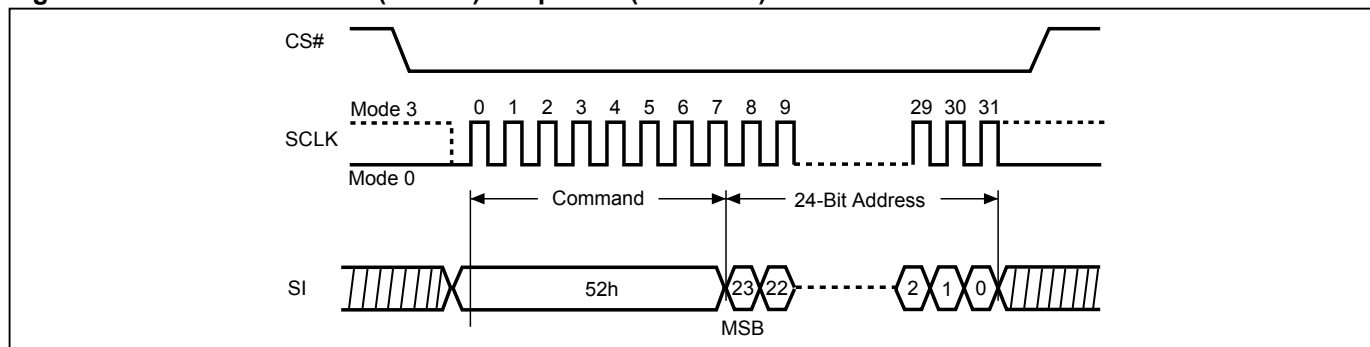 CS#
Mode 3
0 1 2 3 4 5 6 7 8 9 29 30 31
SCLK
Mode 0
Command 24-Bit Address
SI
52h 23 22 2 1 0
MSB